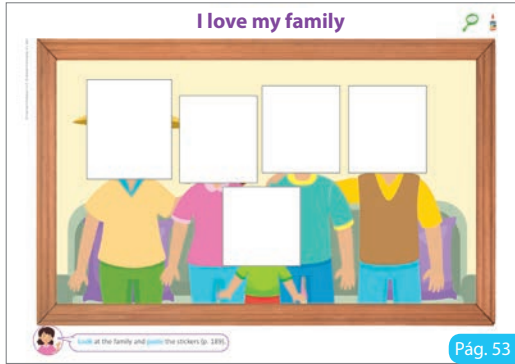 I love my family
Look at the family and paste the stickers (p. 189).
Pág. 53